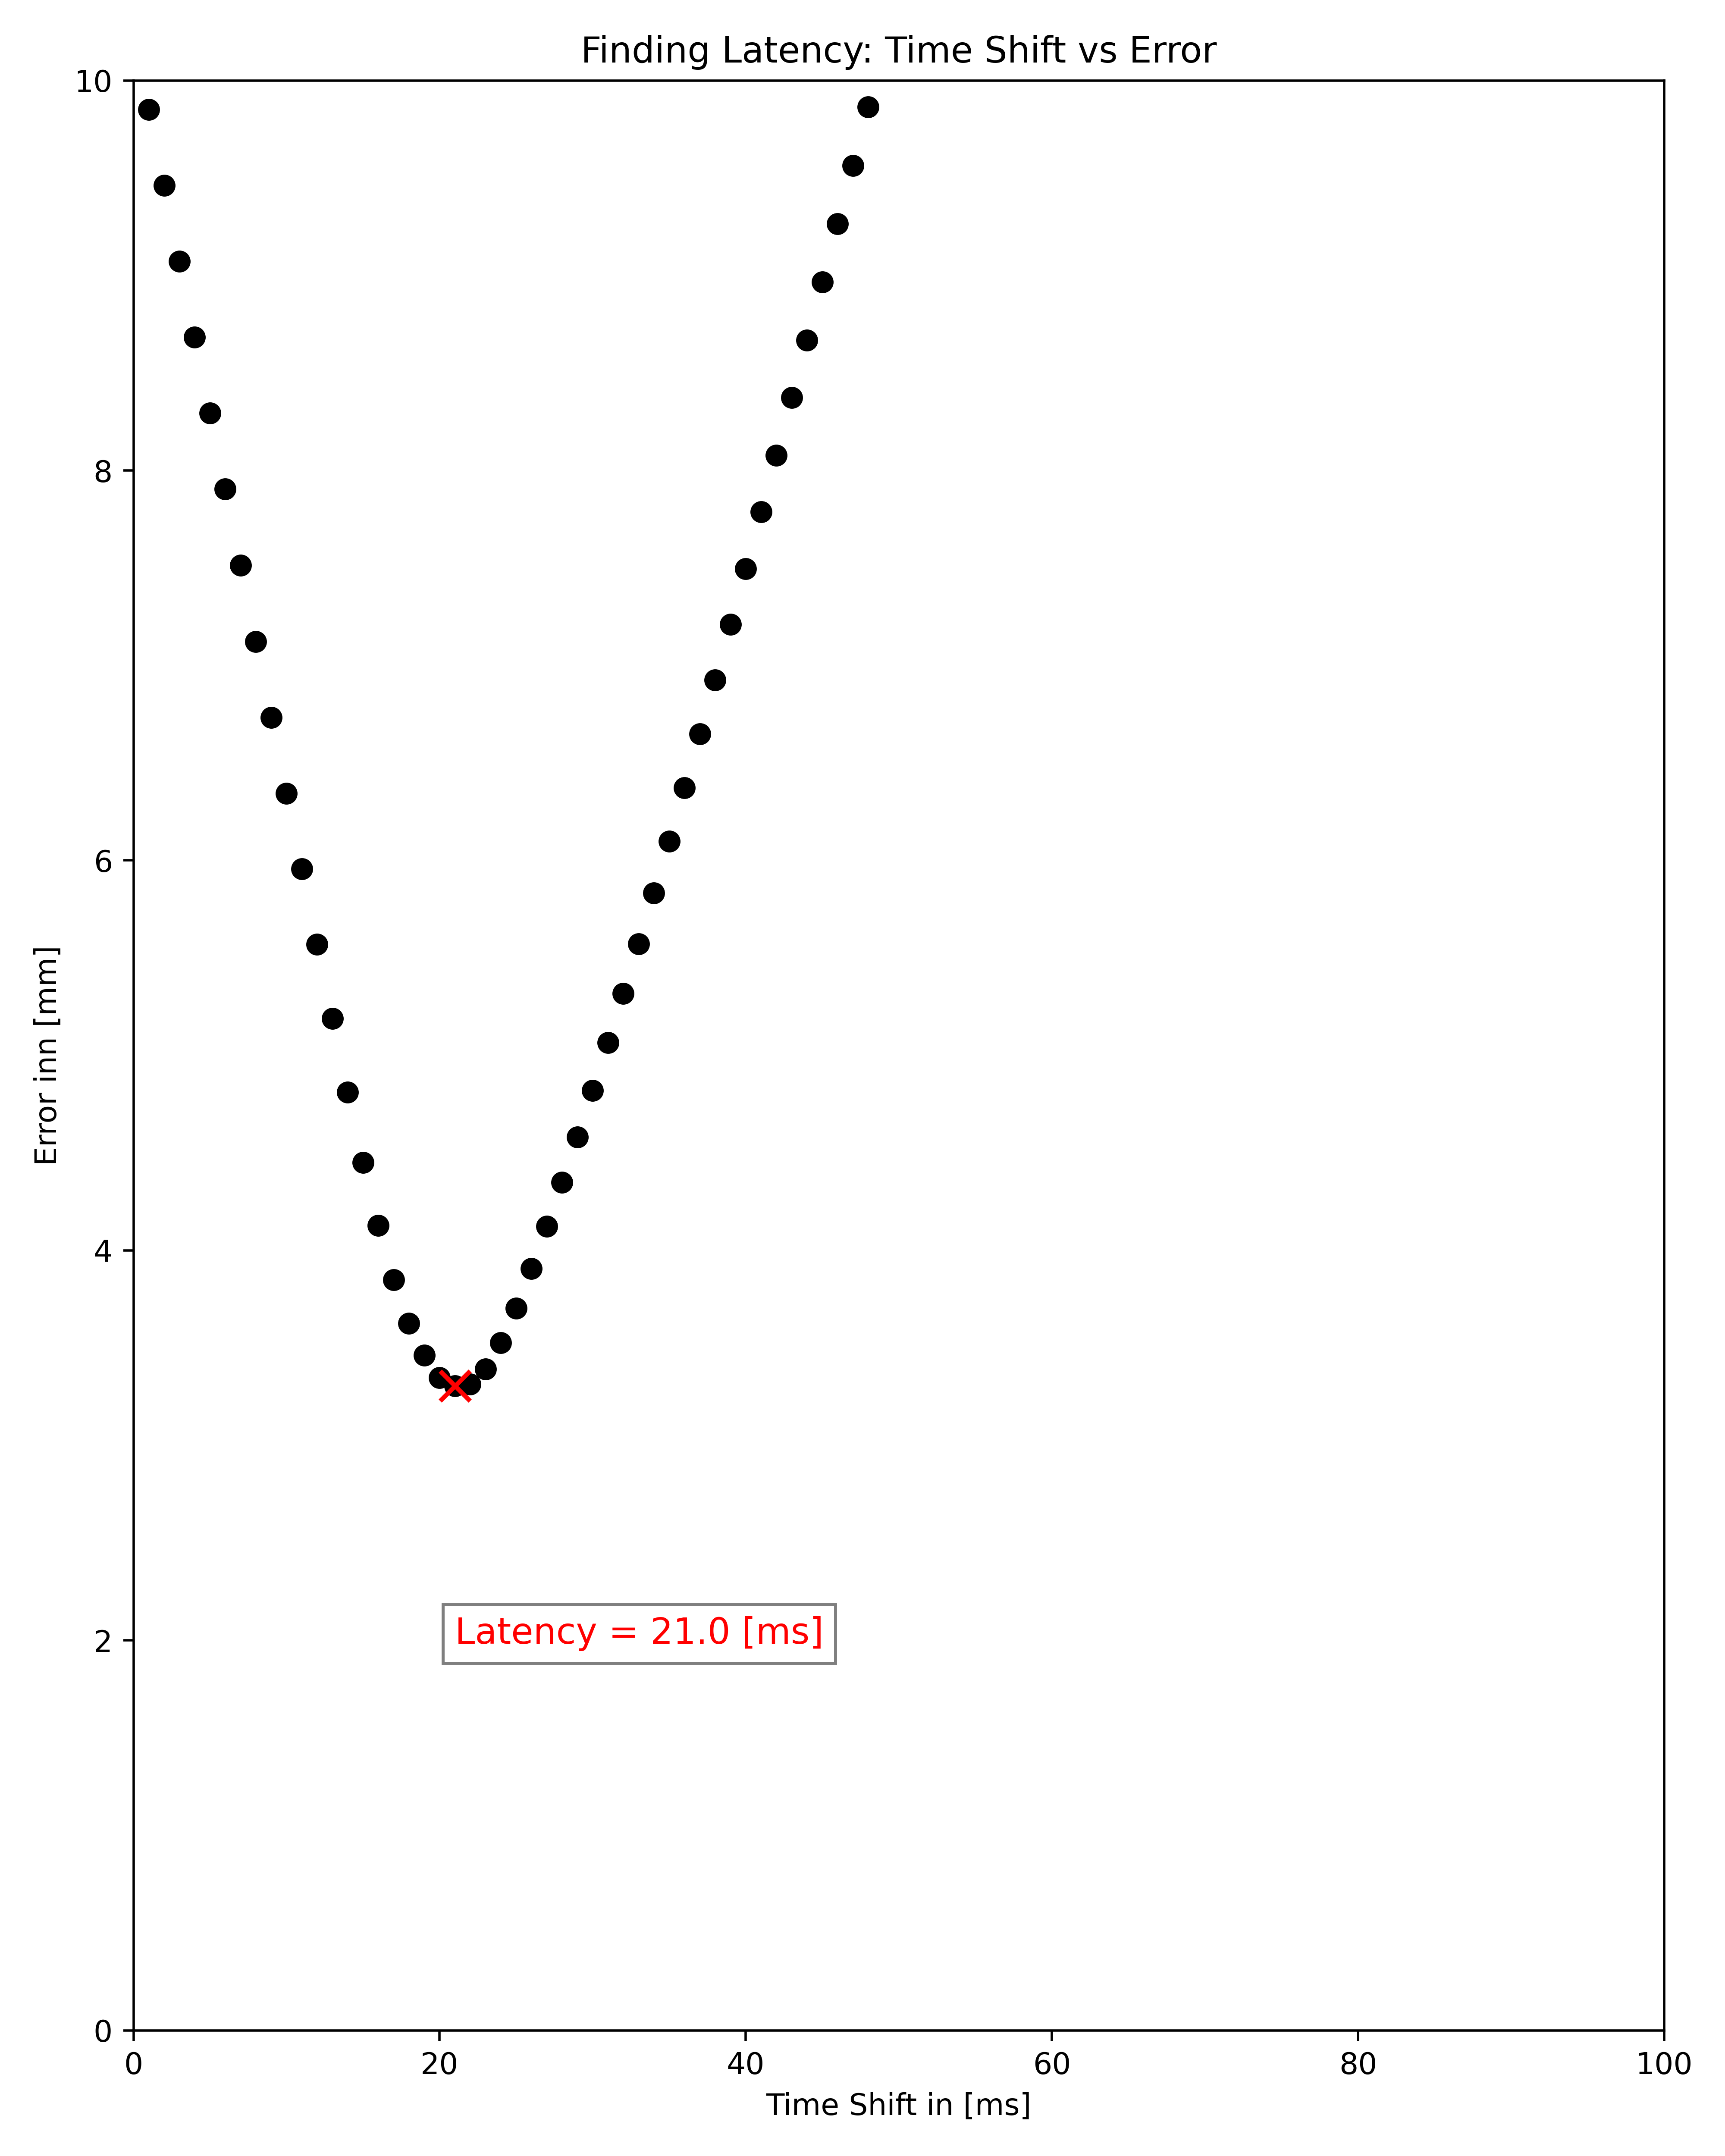 Finding Latency: Time Shift vs Error
10
8
6
4
2
0
Error inn [mm]
Latency = 21.0 [ms]
0 20 40 60 80 100
Time Shift in [ms]